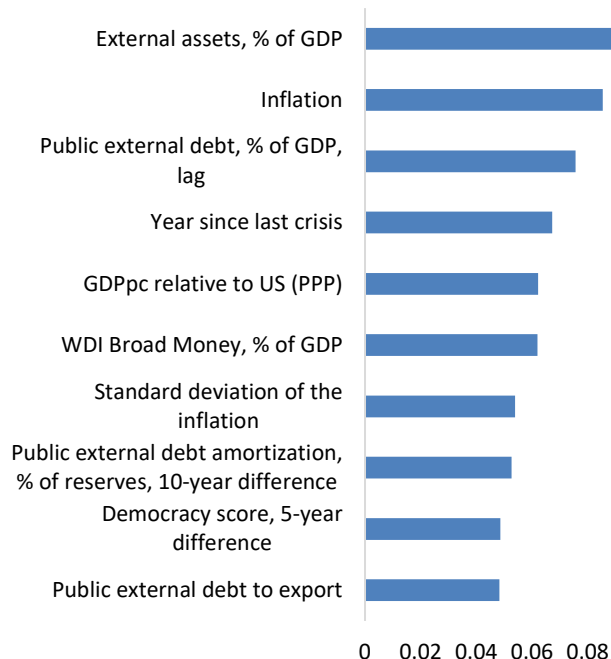 External assets, % of GDP
Inflation
Public external debt, % of GDP,
lag
Year since last crisis
GDPpc relative to US (PPP)
WDI Broad Money, % of GDP
Standard deviation of the
inflation
Public external debt amortization,
% of reserves, 10-year difference
Democracy score, 5-year
difference
Public external debt to export
0 0.02 0.04 0.06 0.08